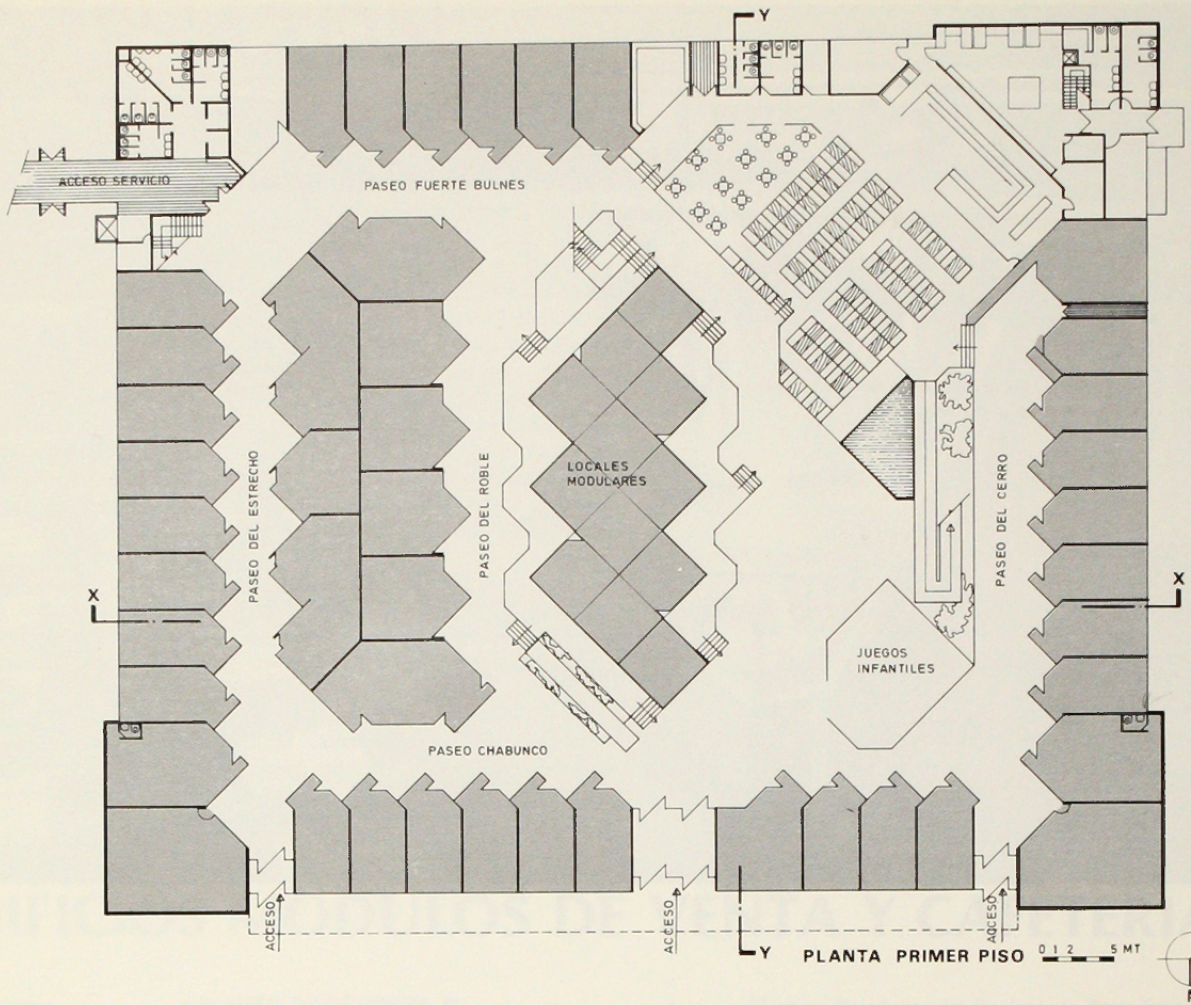 Y
ACCESO SERVICIO
PASEO FUERTE BULNES
PASEO DEL ESTRECHO
PASEO DEL ROBLE
LOCALES
MODULARES
PASEO DEL CERRO
X
X
JUEGOS
INFANTILES
PASEO CHABUNCO
ACCESO
ACCESO
ACCESO
Y
PLANTA PRIMER PISO
0 1 2 5 MT